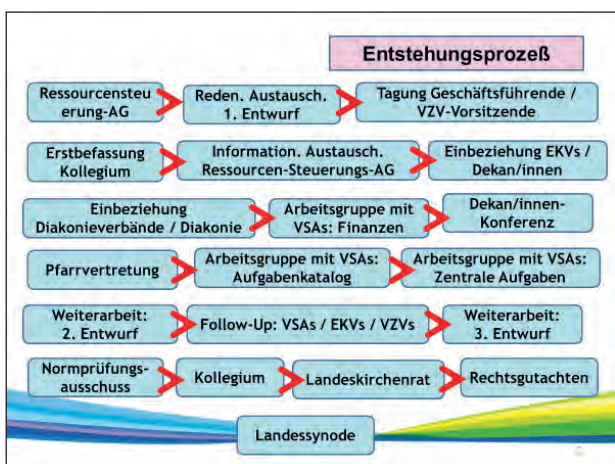 Entstehungsprozeß
Ressourcensteu
erung-AG
Reden. Austausch.
1. Entwurf
Tagung Geschäftsführende /
VZV-Vorsitzende
Erstbefassung
Kollegium
Information. Austausch.
Ressourcen-Steuerungs-AG
Einbeziehung EKVs /
Dekan/innen
Einbeziehung
Diakonieverbände / Diakonie
Arbeitsgruppe mit
VSAs: Finanzen
Dekan/innen-
Konferenz
Pfarrvertretung
Arbeitsgruppe mit VSAs:
Aufgabenkatalog
Arbeitsgruppe mit VSAs:
Zentrale Aufgaben
Weiterarbeit:
2. Entwurf
Follow-Up: VSAs / EKVs / VZVs
Weiterarbeit:
3. Entwurf
Normprüfungs-
ausschuss
Kollegium
Landeskirchenrat
Rechtsgutachten
Landessynode